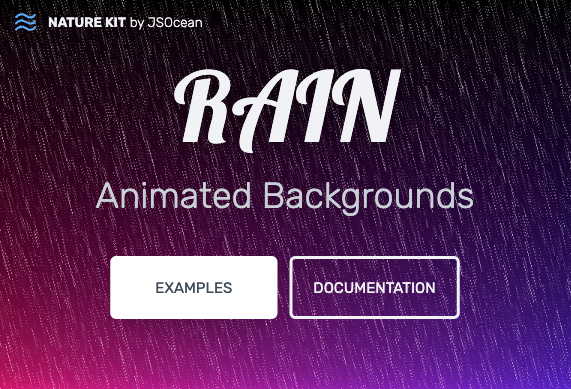 NATURE KIT by JSOcean
RAIN
Animated Backgrounds
EXAMPLES
DOCUMENTATION